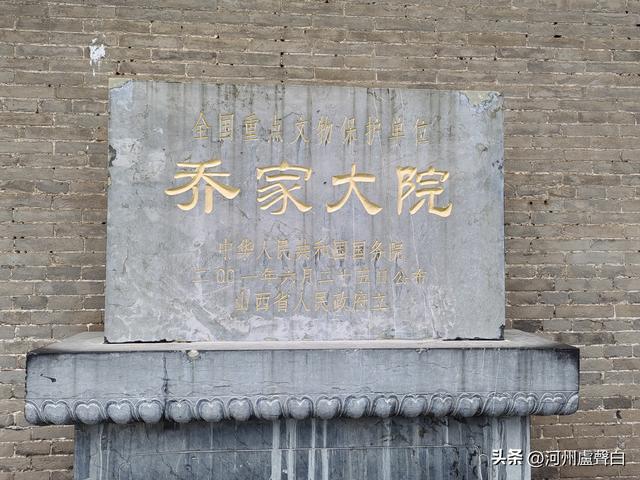 全国重点文物保护单位
乔家大院
中华人民共和国国务院
二00一年六月二十五日公布
山西省人民政府立
头条 @河州盧聲白